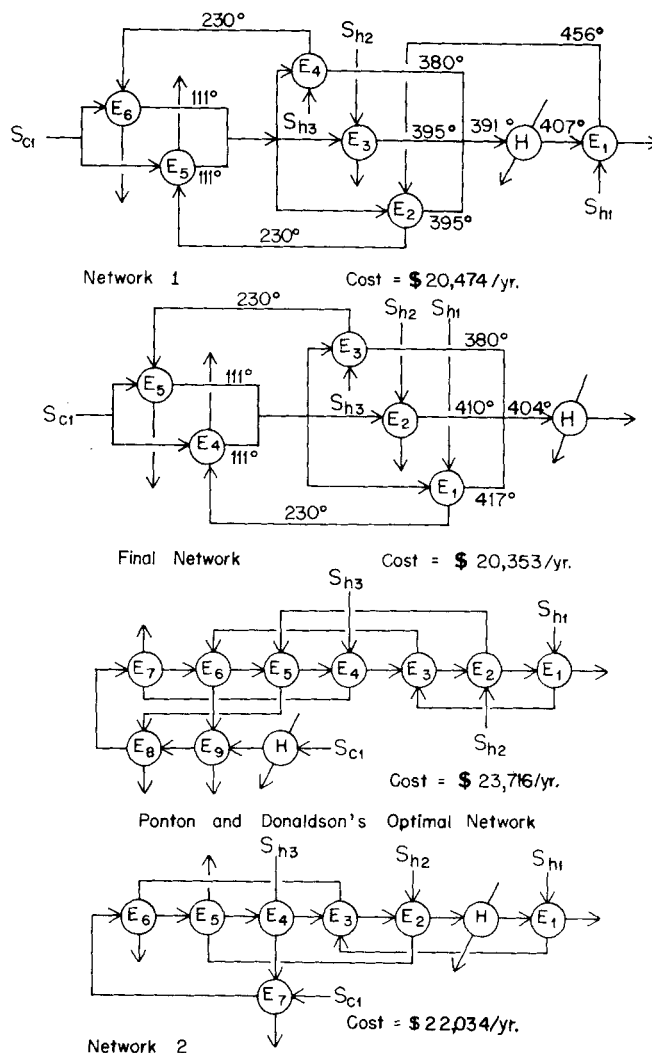 230° S_h2 456°
E_4 380°
E_6 111° S_h3 395° 391° 407°
S_c1 E_3 H E_1
E_5 111°
E_2 395° S_h1
230°
Network 1 Cost = $20,474/yr.
230° S_h2 S_h1
E_3 380°
E_5 111° S_h3 410° 404°
S_c1 E_2 H
E_4 111°
E_1 417°
230°
Final Network Cost = $20,353/yr.
S_h3 S_h1
E_7 E_6 E_5 E_4 E_3 E_2 E_1
E_8 E_9 H S_c1 S_h2
Cost = $23,716/yr.
Ponton and Donaldson's Optimal Network
S_h3 S_h2 S_h1
E_6 E_5 E_4 E_3 E_2 H E_1
E_7 S_c1
Cost = $22,034/yr.
Network 2